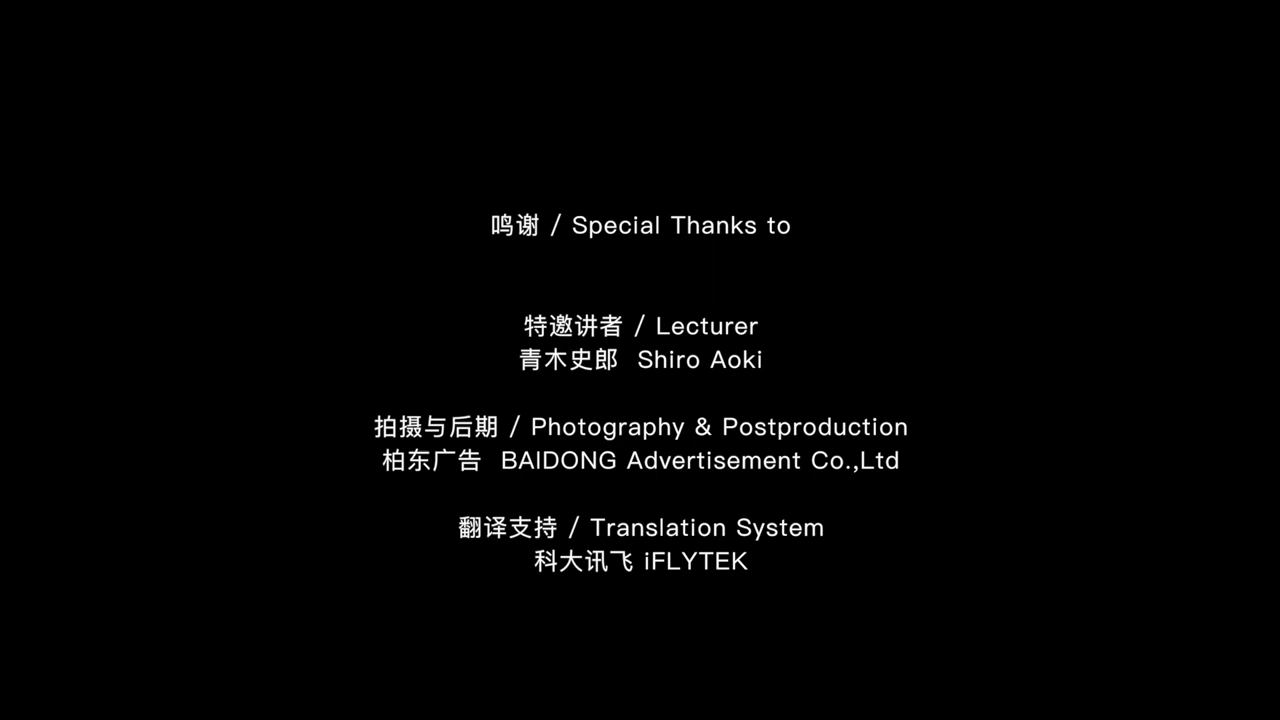 鸣谢 / Special Thanks to
特邀讲者 / Lecturer
青木史郎 Shiro Aoki
拍摄与后期 / Photography & Postproduction
柏东广告 BAIDONG Advertisement Co.,Ltd
翻译支持 / Translation System
科大讯飞 iFLYTEK